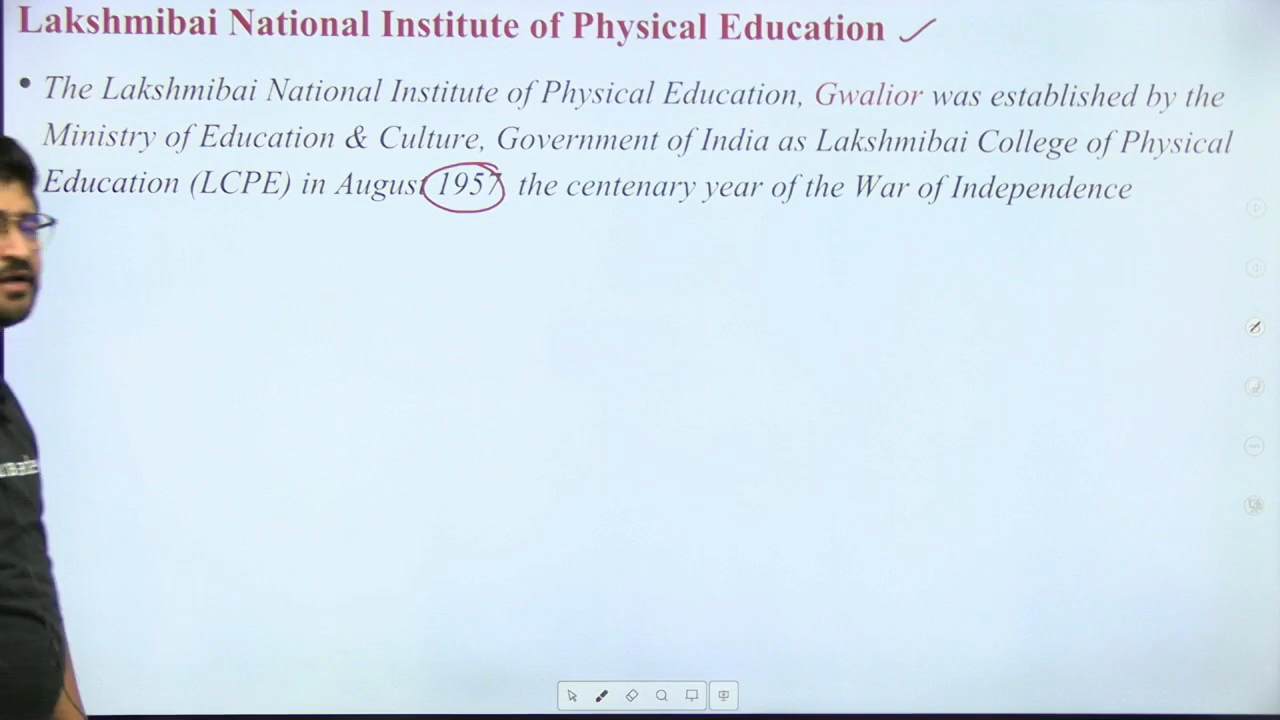 Lakshmibai National Institute of Physical Education
• The Lakshmibai National Institute of Physical Education, Gwalior was established by the
Ministry of Education & Culture, Government of India as Lakshmibai College of Physical
Education (LCPE) in August 1957 the centenary year of the War of Independence